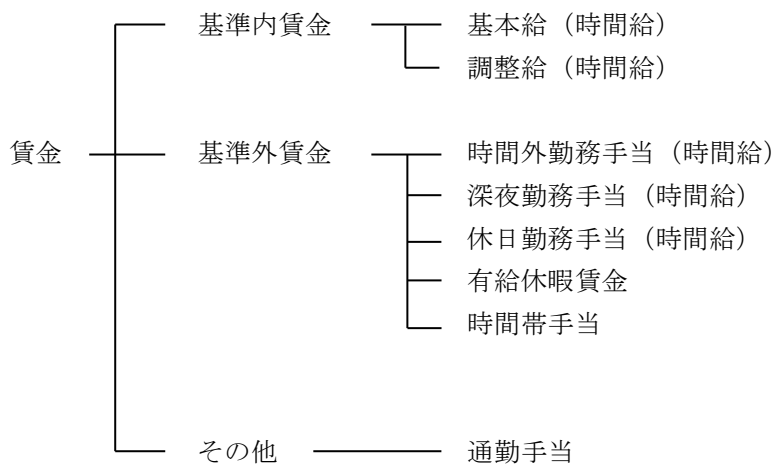 基準内賃金 基本給（時間給）
調整給（時間給）
賃金 基準外賃金 時間外勤務手当（時間給）
深夜勤務手当（時間給）
休日勤務手当（時間給）
有給休暇賃金
時間帯手当
その他 通勤手当